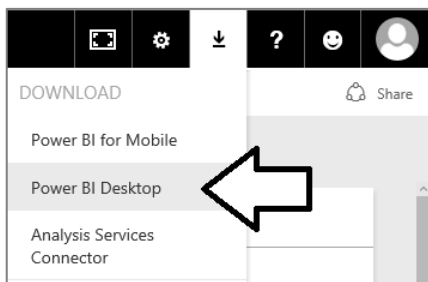 ?
DOWNLOAD
Share
Power BI for Mobile
Power BI Desktop
Analysis Services
Connector